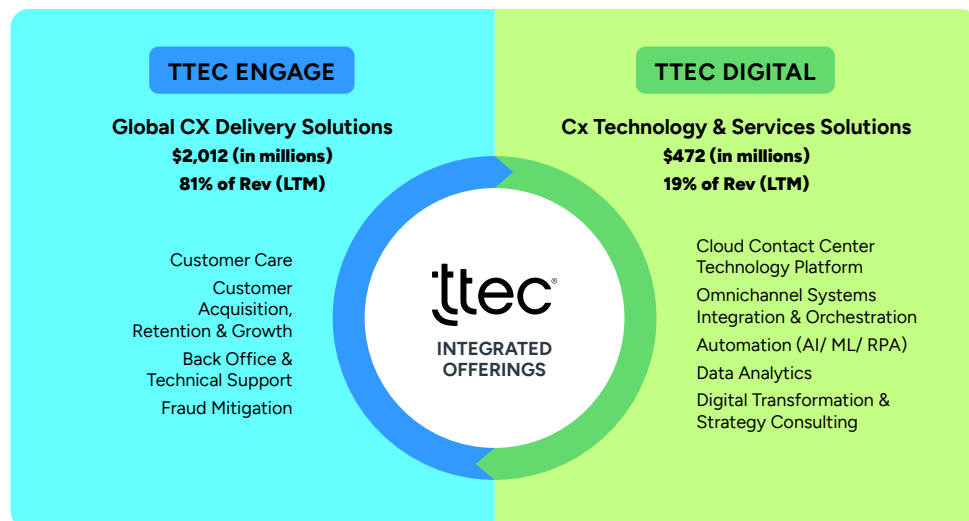 TTEC ENGAGE
Global CX Delivery Solutions
$2,012 (in millions)
81% of Rev (LTM)
Customer Care
Customer
Acquisition,
Retention & Growth
Back Office &
Technical Support
Fraud Mitigation
ttec®
INTEGRATED
OFFERINGS
TTEC DIGITAL
Cx Technology & Services Solutions
$472 (in millions)
19% of Rev (LTM)
Cloud Contact Center
Technology Platform
Omnichannel Systems
Integration & Orchestration
Automation (AI/ ML/ RPA)
Data Analytics
Digital Transformation &
Strategy Consulting